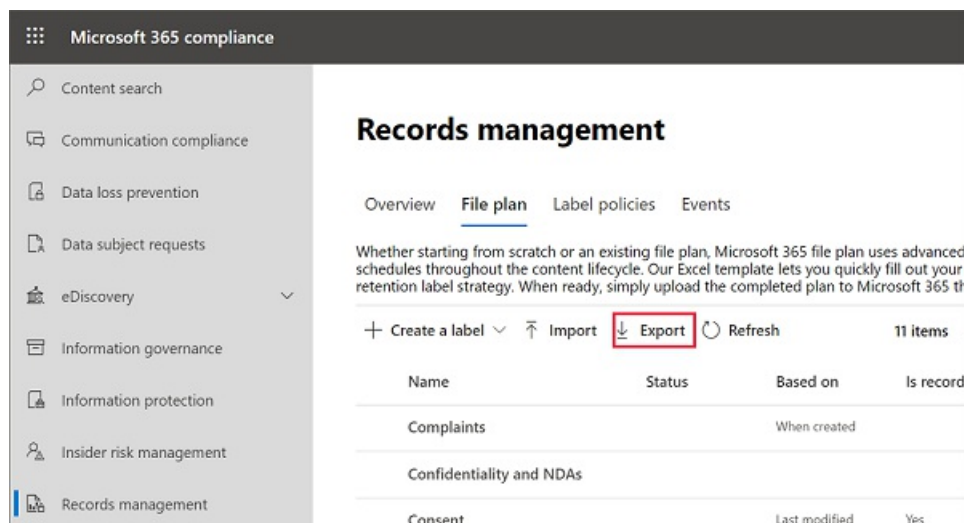 Microsoft 365 compliance
Content search
Communication compliance
Data loss prevention
Data subject requests
eDiscovery
Information governance
Information protection
Insider risk management
Records management
Records management
Overview File plan Label policies Events
Whether starting from scratch or an existing file plan, Microsoft 365 file plan uses advanced
schedules throughout the content lifecycle. Our Excel template lets you quickly fill out your
retention label strategy. When ready, simply upload the completed plan to Microsoft 365 th
Create a label Import Export Refresh 11 items
Name Status Based on Is record
Complaints When created
Confidentiality and NDAs
Consent Last modified Yes